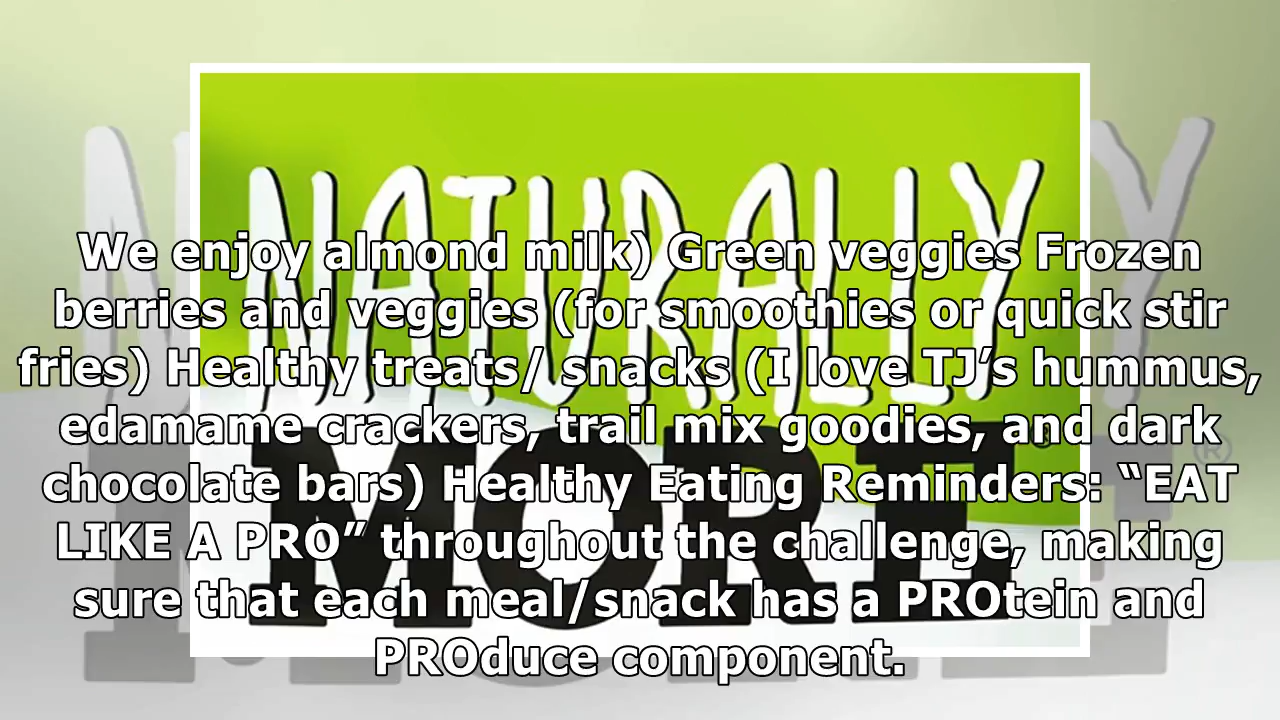 NATURALLY
MORE®
We enjoy almond milk) Green veggies Frozen
berries and veggies (for smoothies or quick stir
fries) Healthy treats/ snacks (I love TJ’s hummus,
edamame crackers, trail mix goodies, and dark
chocolate bars) Healthy Eating Reminders: “EAT
LIKE A PRO” throughout the challenge, making
sure that each meal/snack has a PROtein and
PROduce component.